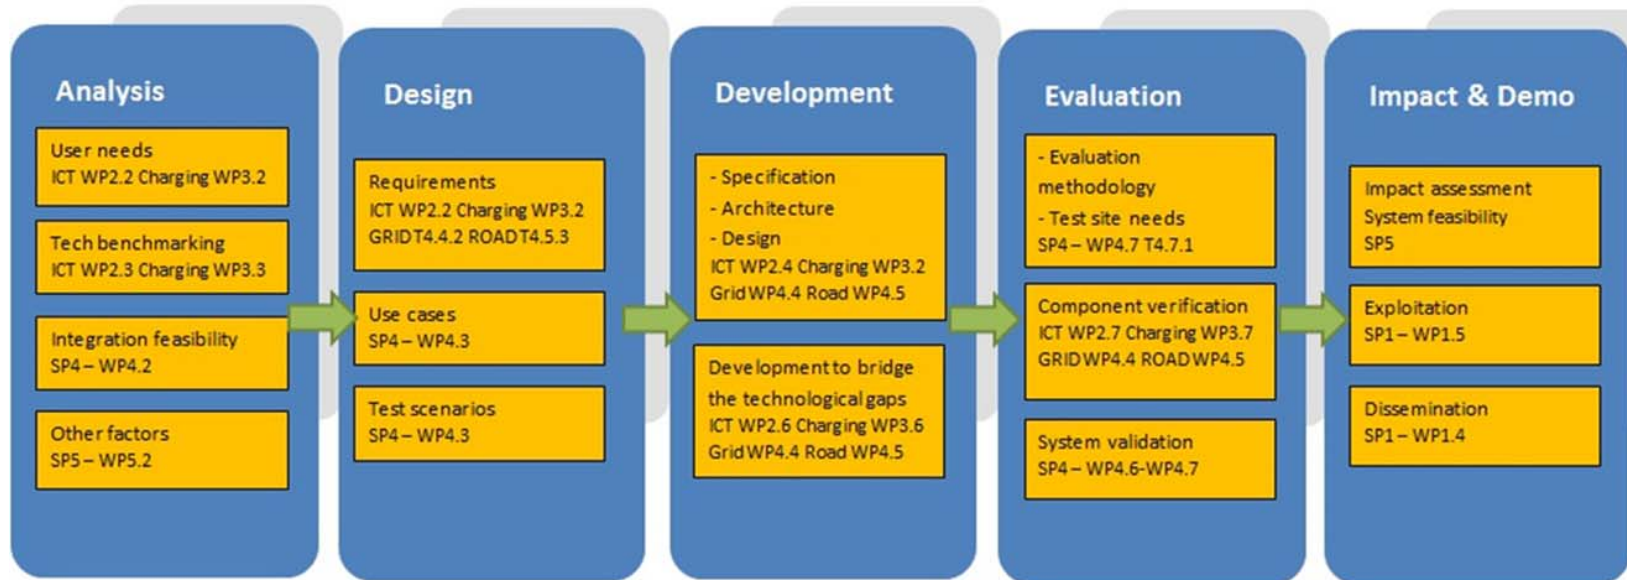 Analysis
User needs
ICT WP2.2 Charging WP3.2
Tech benchmarking
ICT WP2.3 Charging WP3.3
Integration feasibility
SP4 – WP4.2
Other factors
SP5 – WP5.2
Design
Requirements
ICT WP2.2 Charging WP3.2
GRID T4.4.2 ROAD T4.5.3
Use cases
SP4 – WP4.3
Test scenarios
SP4 – WP4.3
Development
- Specification
- Architecture
- Design
ICT WP2.4 Charging WP3.2
Grid WP4.4 Road WP4.5
Development to bridge
the technological gaps
ICT WP2.6 Charging WP3.6
Grid WP4.4 Road WP4.5
Evaluation
- Evaluation
methodology
- Test site needs
SP4 – WP4.7 T4.7.1
Component verification
ICT WP2.7 Charging WP3.7
GRID WP4.4 ROAD WP4.5
System validation
SP4 – WP4.6-WP4.7
Impact & Demo
Impact assessment
System feasibility
SP5
Exploitation
SP1 – WP1.5
Dissemination
SP1 – WP1.4